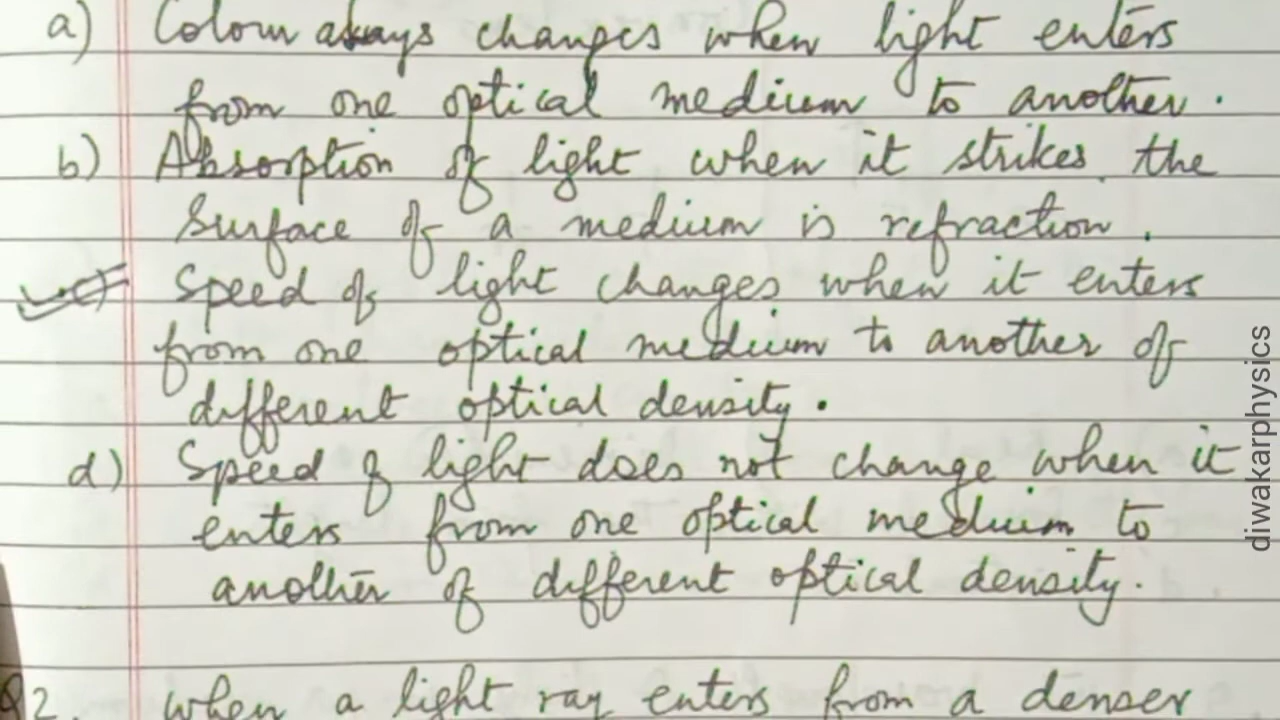 a) Colour always changes when light enters
from one optical medium to another.
b) Absorption of light when it strikes the
surface of a medium is refraction.
c) Speed of light changes when it enters
from one optical medium to another of
different optical density.
d) Speed of light does not change when it
enters from one optical medium to
another of different optical density.
Q2. When a light ray enters from a denser
diwakarphysics